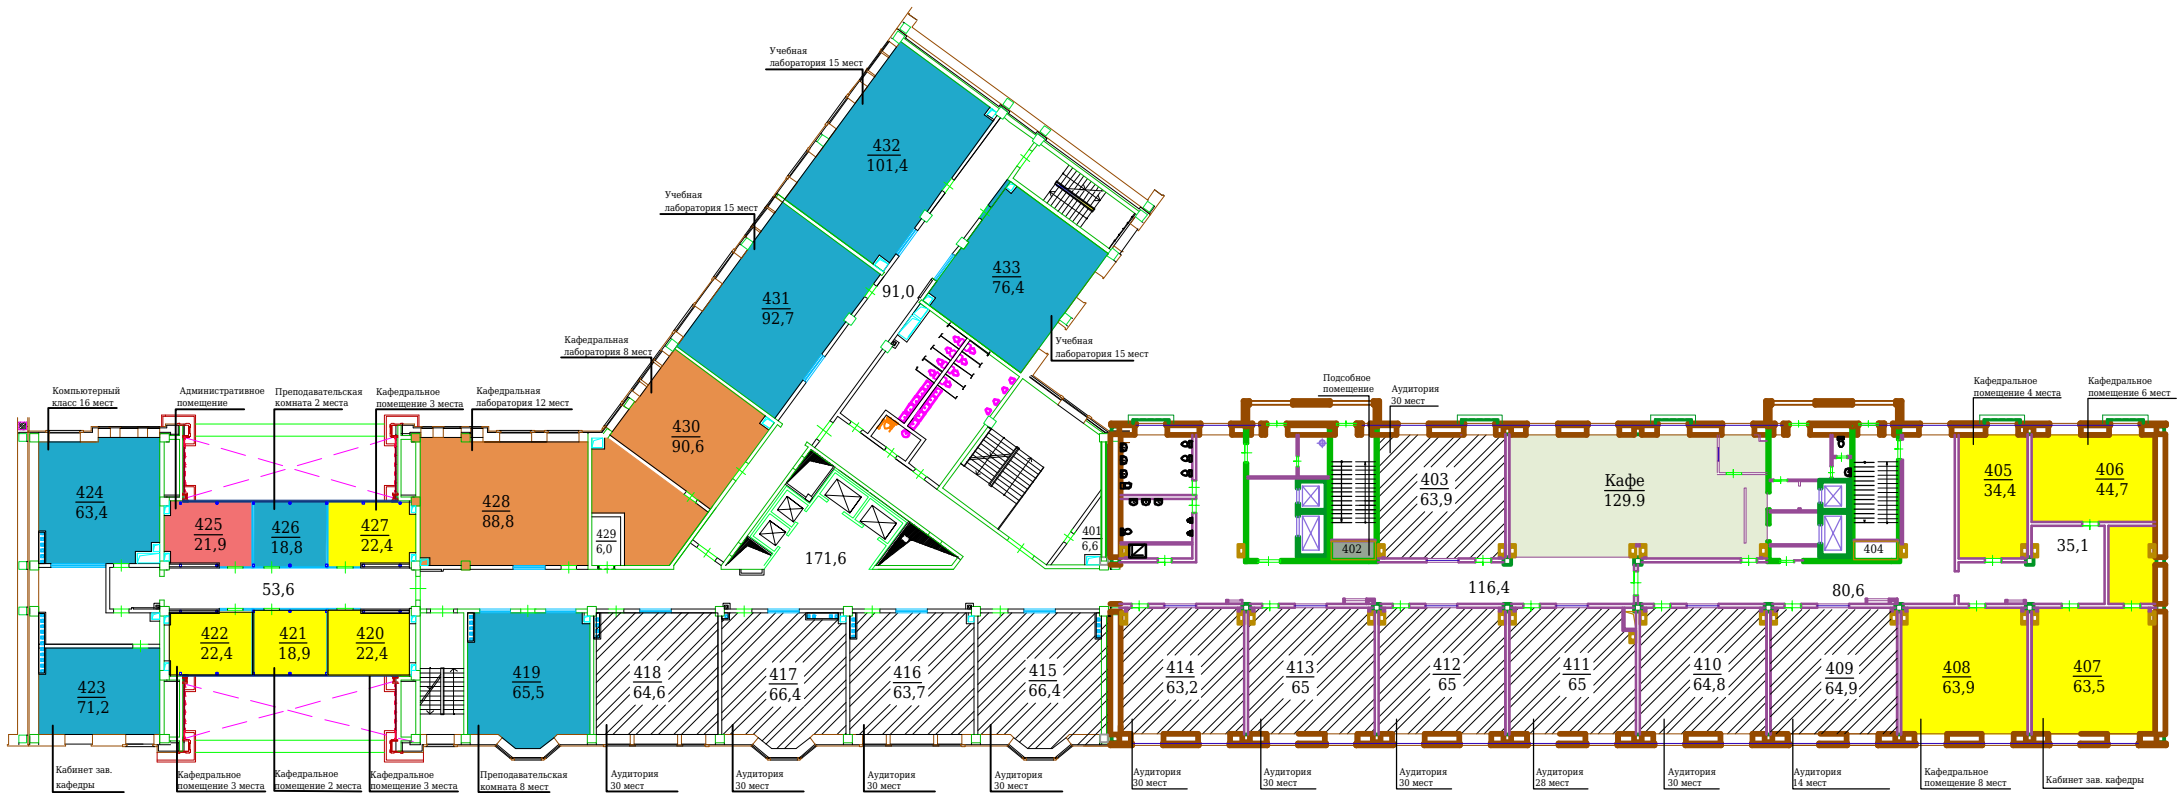 Учебная
лаборатория 15 мест
432
101,4
Учебная
лаборатория 15 мест
431
92,7
433
76,4
91,0
Учебная
лаборатория 15 мест
Кафедральная
лаборатория 8 мест
430
90,6
Компьютерный
класс 16 мест
Административное
помещение
Преподавательская
комната 2 места
Кафедральное
помещение 3 места
Кафедральная
лаборатория 12 мест
Подсобное
помещение
Аудитория
30 мест
Кафедральное
помещение 4 места
Кафедральное
помещение 6 мест
424
63,4
425
21,9
426
18,8
427
22,4
428
88,8
429
6,0
171,6
401
6,6
402
403
63,9
Кафе
129.9
404
405
34,4
406
44,7
35,1
53,6
116,4
80,6
422
22,4
421
18,9
420
22,4
423
71,2
419
65,5
418
64,6
417
66,4
416
63,7
415
66,4
414
63,2
413
65
412
65
411
65
410
64,8
409
64,9
408
63,9
407
63,5
Кабинет зав.
кафедры
Кафедральное
помещение 3 места
Кафедральное
помещение 2 места
Кафедральное
помещение 3 места
Преподавательская
комната 8 мест
Аудитория
30 мест
Аудитория
30 мест
Аудитория
30 мест
Аудитория
30 мест
Аудитория
30 мест
Аудитория
30 мест
Аудитория
30 мест
Аудитория
28 мест
Аудитория
30 мест
Аудитория
14 мест
Кафедральное
помещение 8 мест
Кабинет зав. кафедры